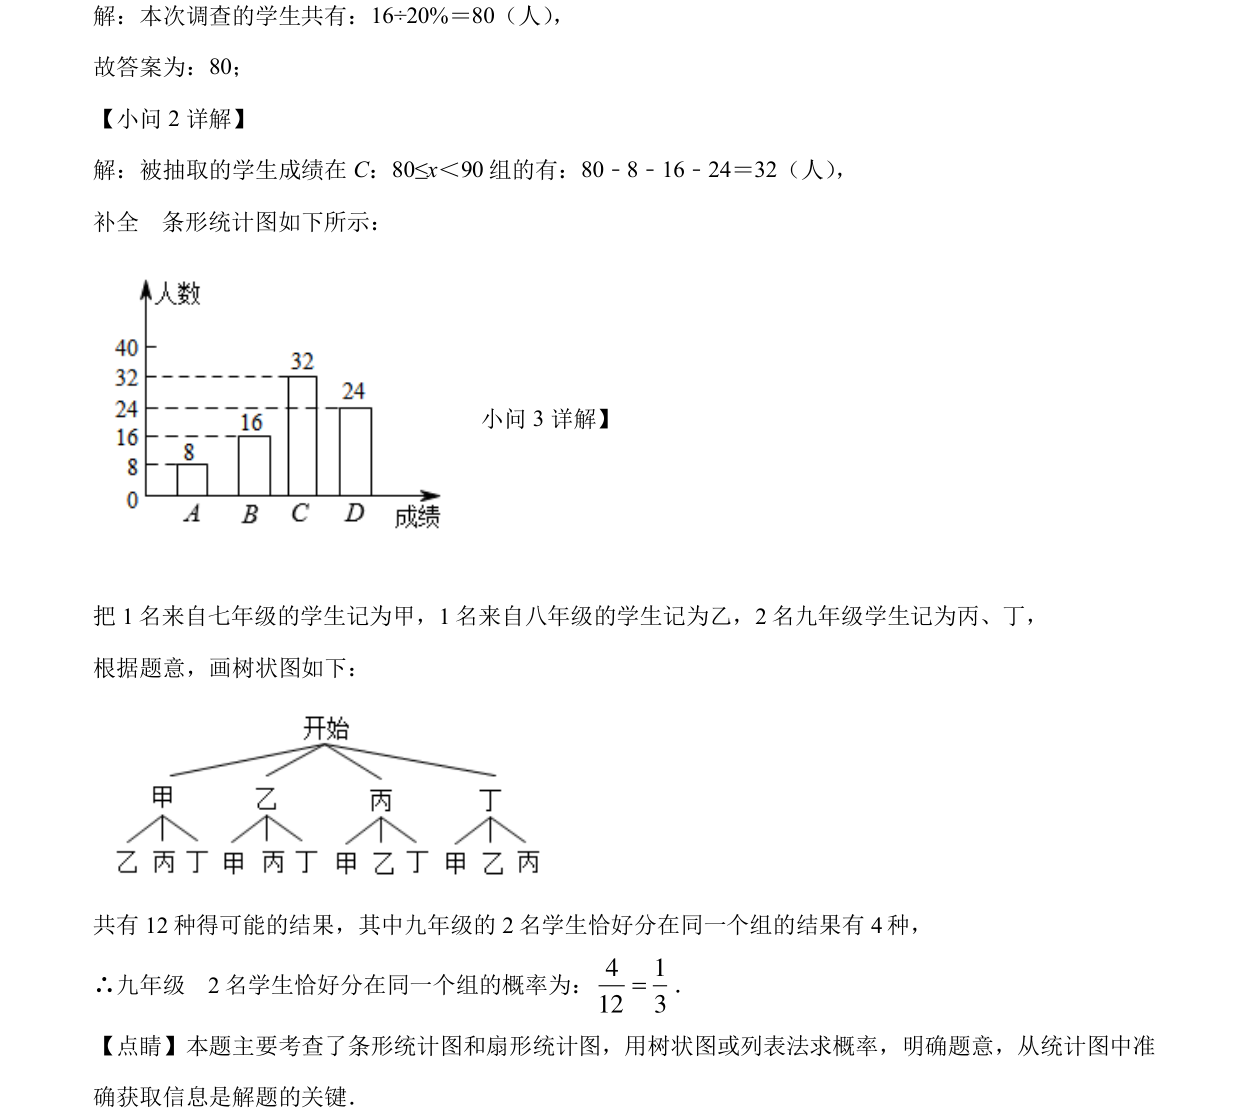 解：本次调查的学生共有：16÷20%＝80（人），
故答案为：80；
【小问 2 详解】
解：被抽取的学生成绩在 C：80≤x＜90 组的有：80﹣8﹣16﹣24＝32（人），
补全　条形统计图如下所示：
人数
40
32
24
16
8
0
8
16
32
24
A B C D
成绩
小问 3 详解】
把 1 名来自七年级的学生记为甲，1 名来自八年级的学生记为乙，2 名九年级学生记为丙、丁，
根据题意，画树状图如下：
开始
甲 乙 丙 丁
乙 丙 丁 甲 丙 丁 甲 乙 丁 甲 乙 丙
共有 12 种得可能的结果，其中九年级的 2 名学生恰好分在同一个组的结果有 4 种，
∴九年级　2 名学生恰好分在同一个组的概率为：4/12＝1/3．
【点睛】本题主要考查了条形统计图和扇形统计图，用树状图或列表法求概率，明确题意，从统计图中准
确获取信息是解题的关键．